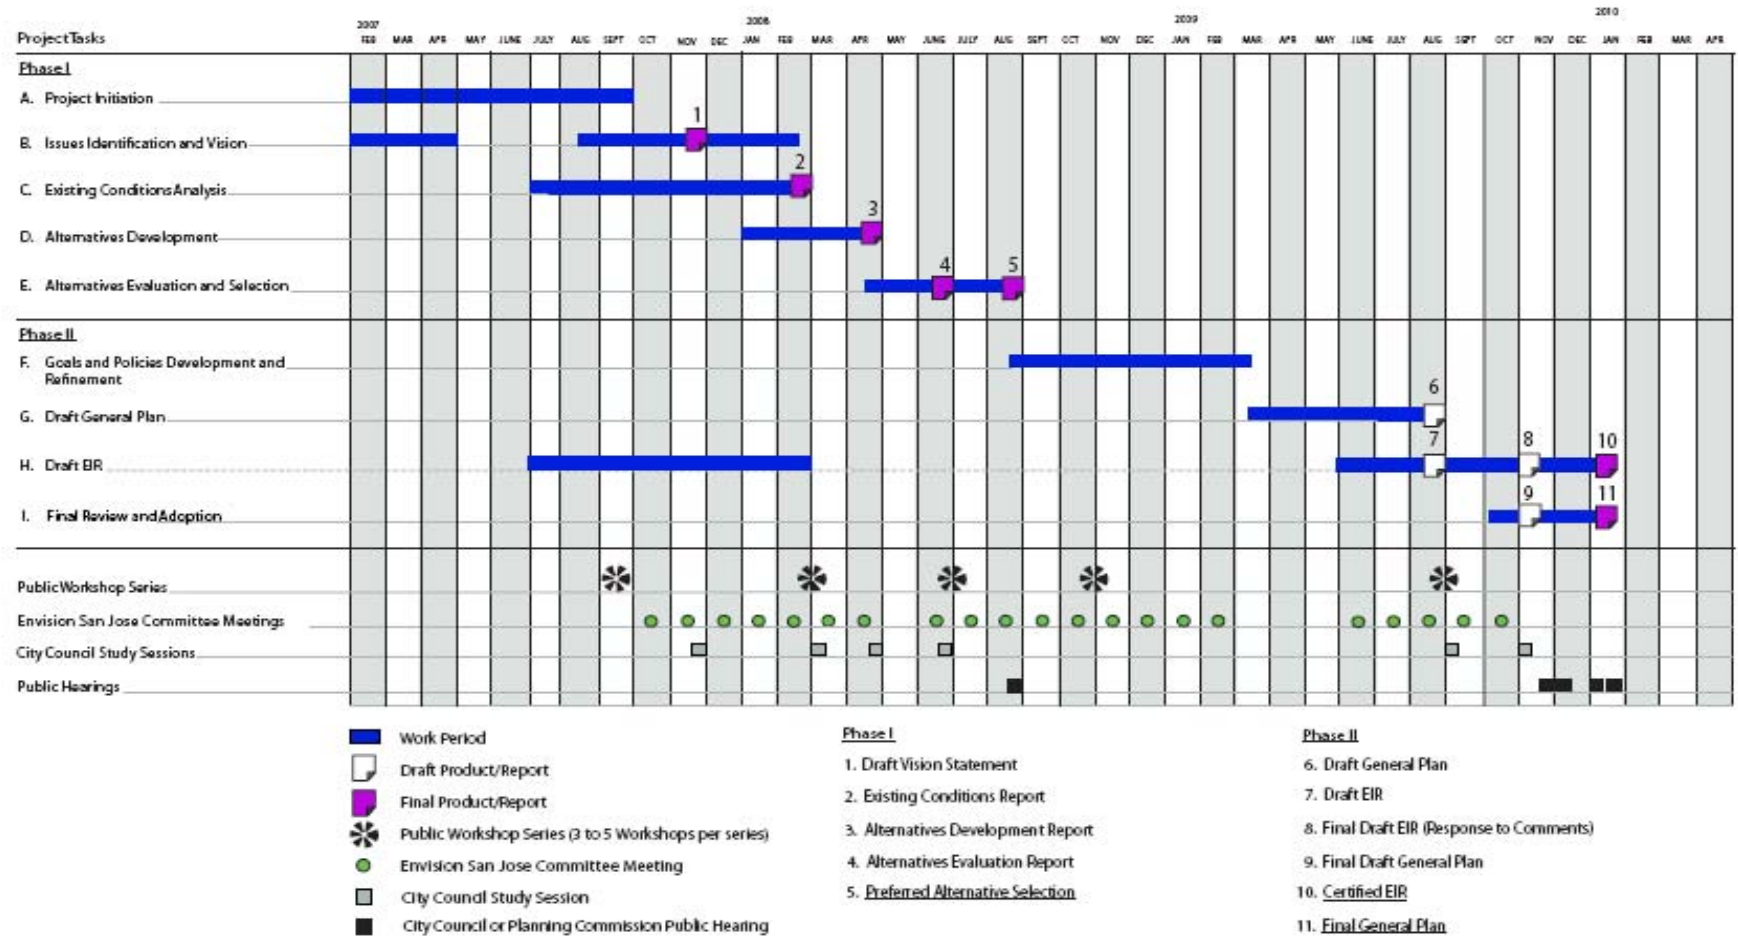 2007 2008 2009 2010
Project Tasks FEB MAR APR MAY JUNE JULY AUG SEPT OCT NOV DEC JAN FEB MAR APR MAY JUNE JULY AUG SEPT OCT NOV DEC JAN FEB MAR APR MAY JUNE JULY AUG SEPT OCT NOV DEC JAN FEB MAR APR
Phase I
A. Project Initiation
1
B. Issues Identification and Vision
2
C. Existing Conditions Analysis
3
D. Alternatives Development
4 5
E. Alternatives Evaluation and Selection
Phase II
F. Goals and Policies Development and
Refinement
6
G. Draft General Plan
7 8 10
H. Draft EIR
9 11
I. Final Review and Adoption
Public Workshop Series
Envision San Jose Committee Meetings
City Council Study Sessions
Public Hearings
Work Period
Draft Product/Report
Final Product/Report
Public Workshop Series (3 to 5 Workshops per series)
Envision San Jose Committee Meeting
City Council Study Session
City Council or Planning Commission Public Hearing
Phase I
1. Draft Vision Statement
2. Existing Conditions Report
3. Alternatives Development Report
4. Alternatives Evaluation Report
5. Preferred Alternative Selection
Phase II
6. Draft General Plan
7. Draft EIR
8. Final Draft EIR (Response to Comments)
9. Final Draft General Plan
10. Certified EIR
11. Final General Plan